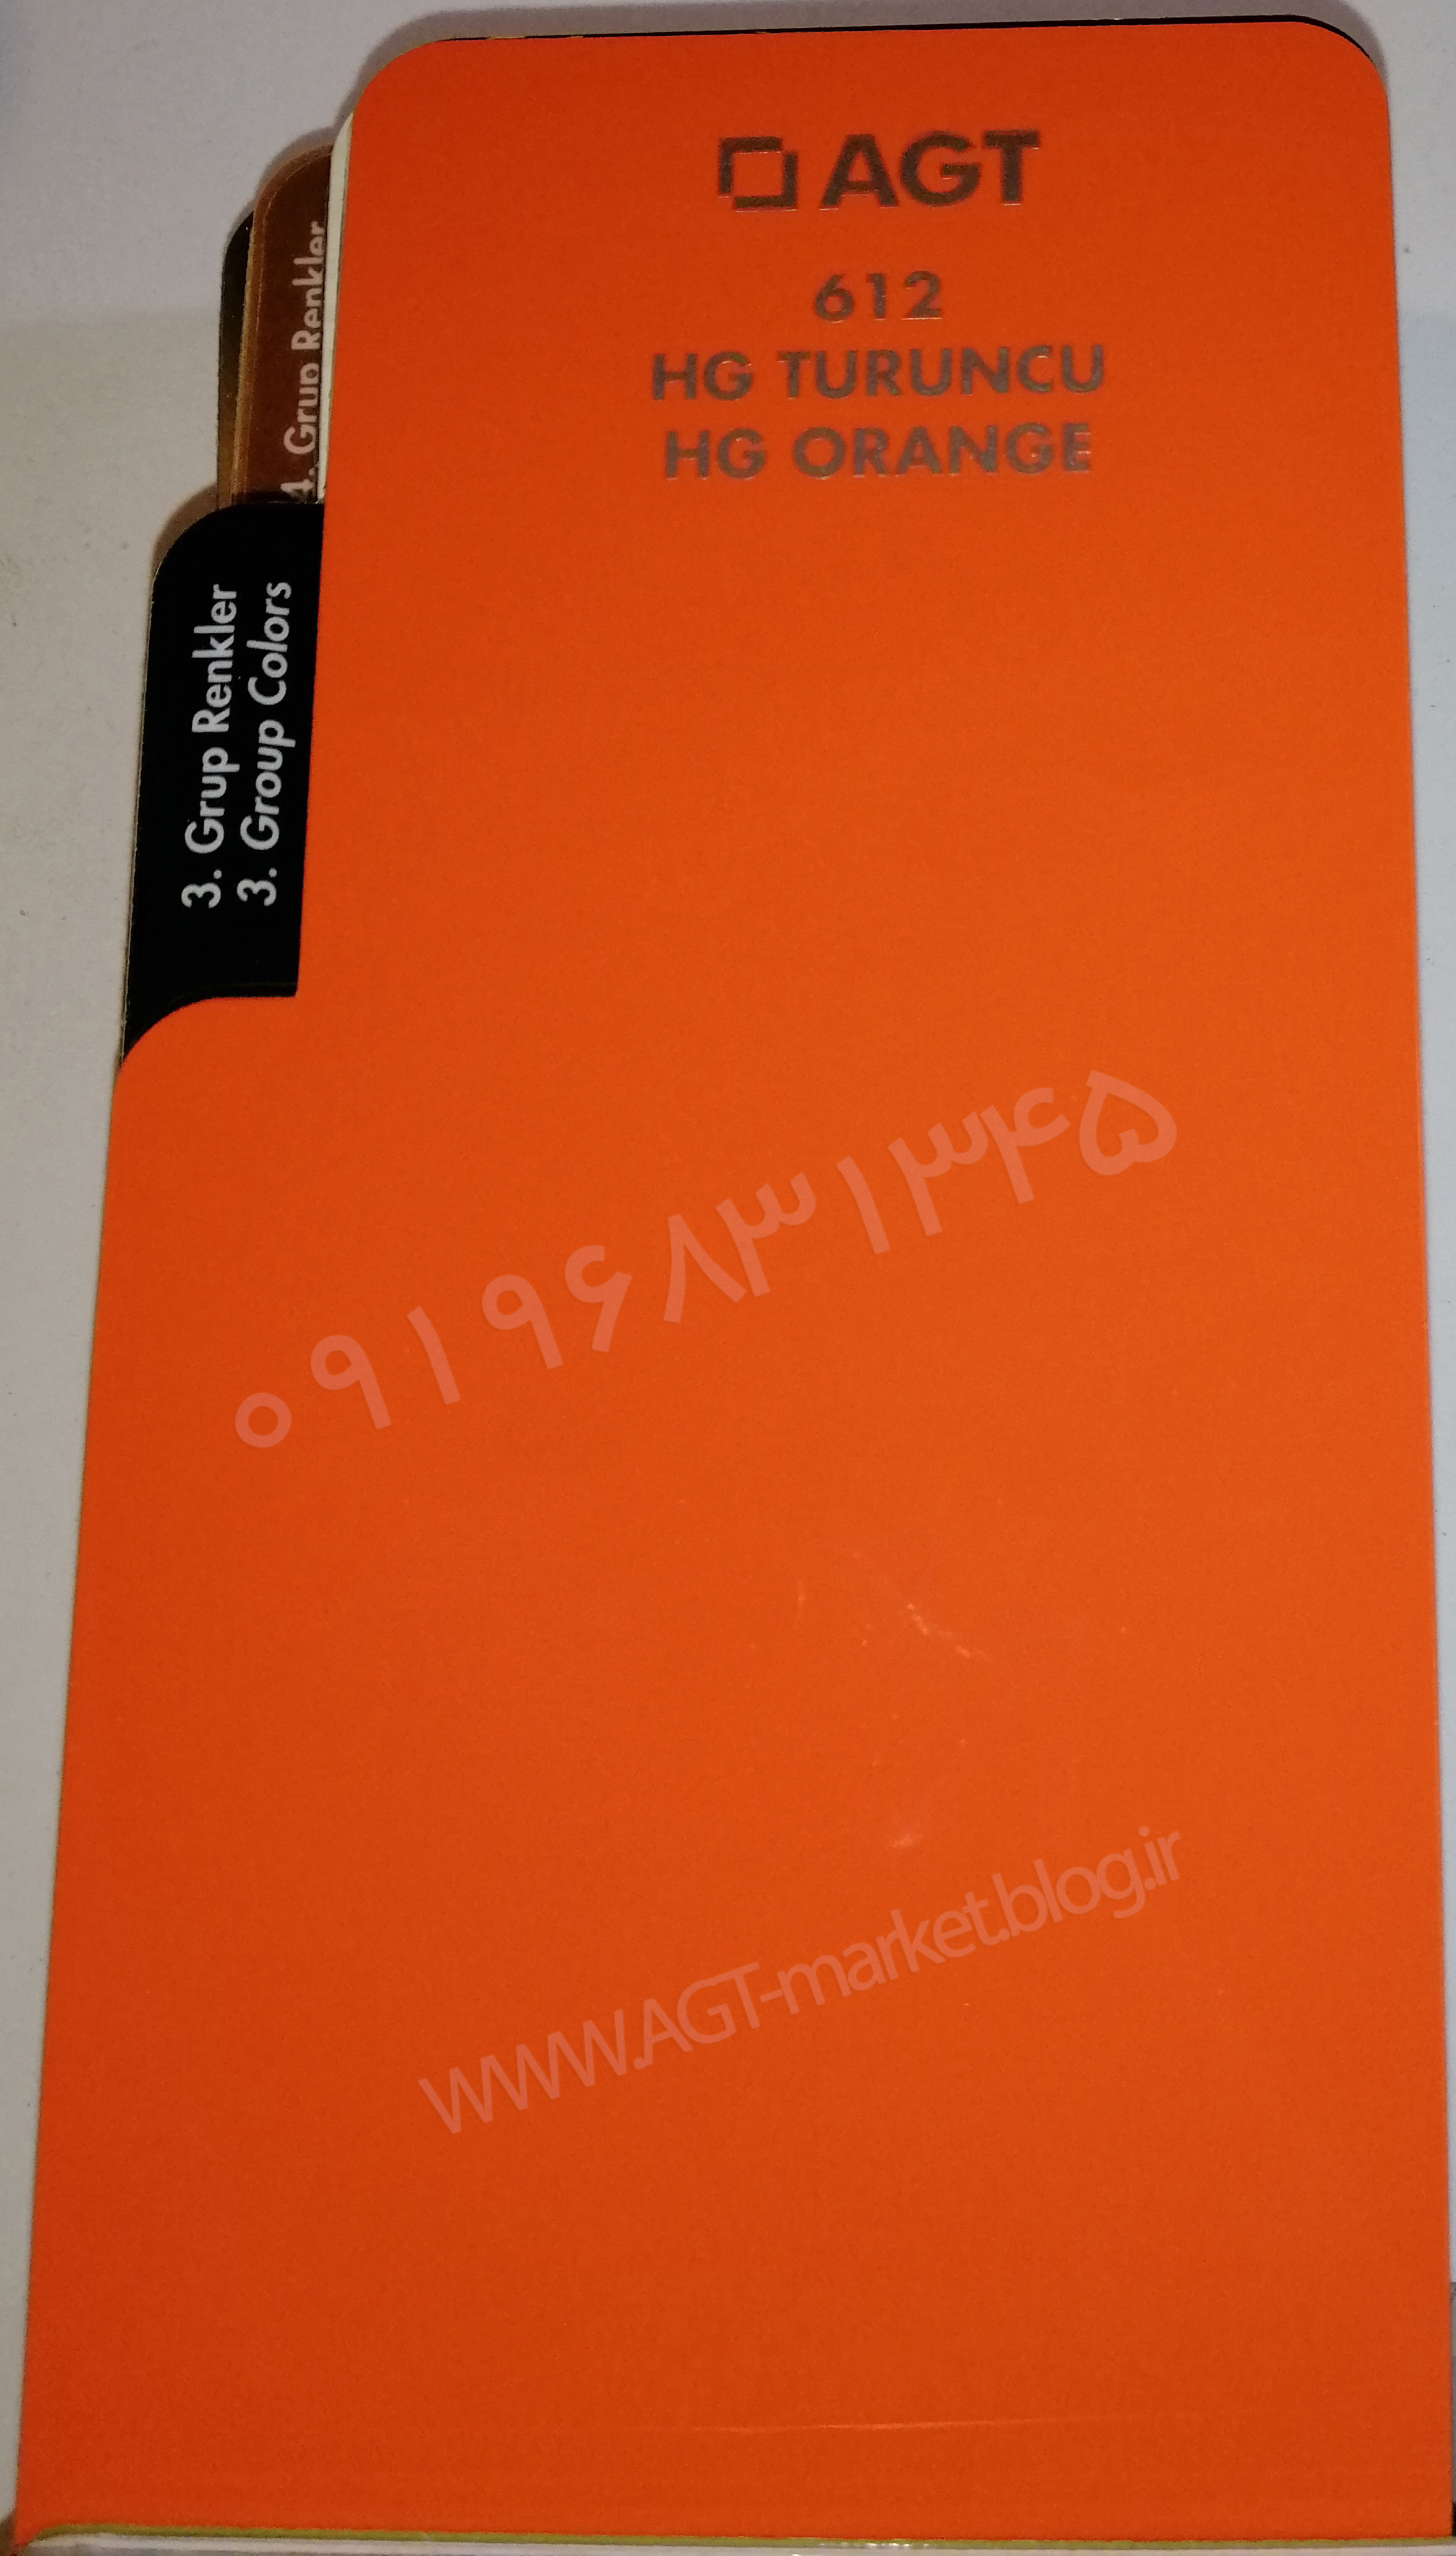 AGT
612
HG TURUNCU
HG ORANGE
4. Grup Renkler
3. Grup Renkler
3. Group Colors
۰۹۱۹۶۸۳۱۳۴۵
WWW.AGT-market.blog.ir